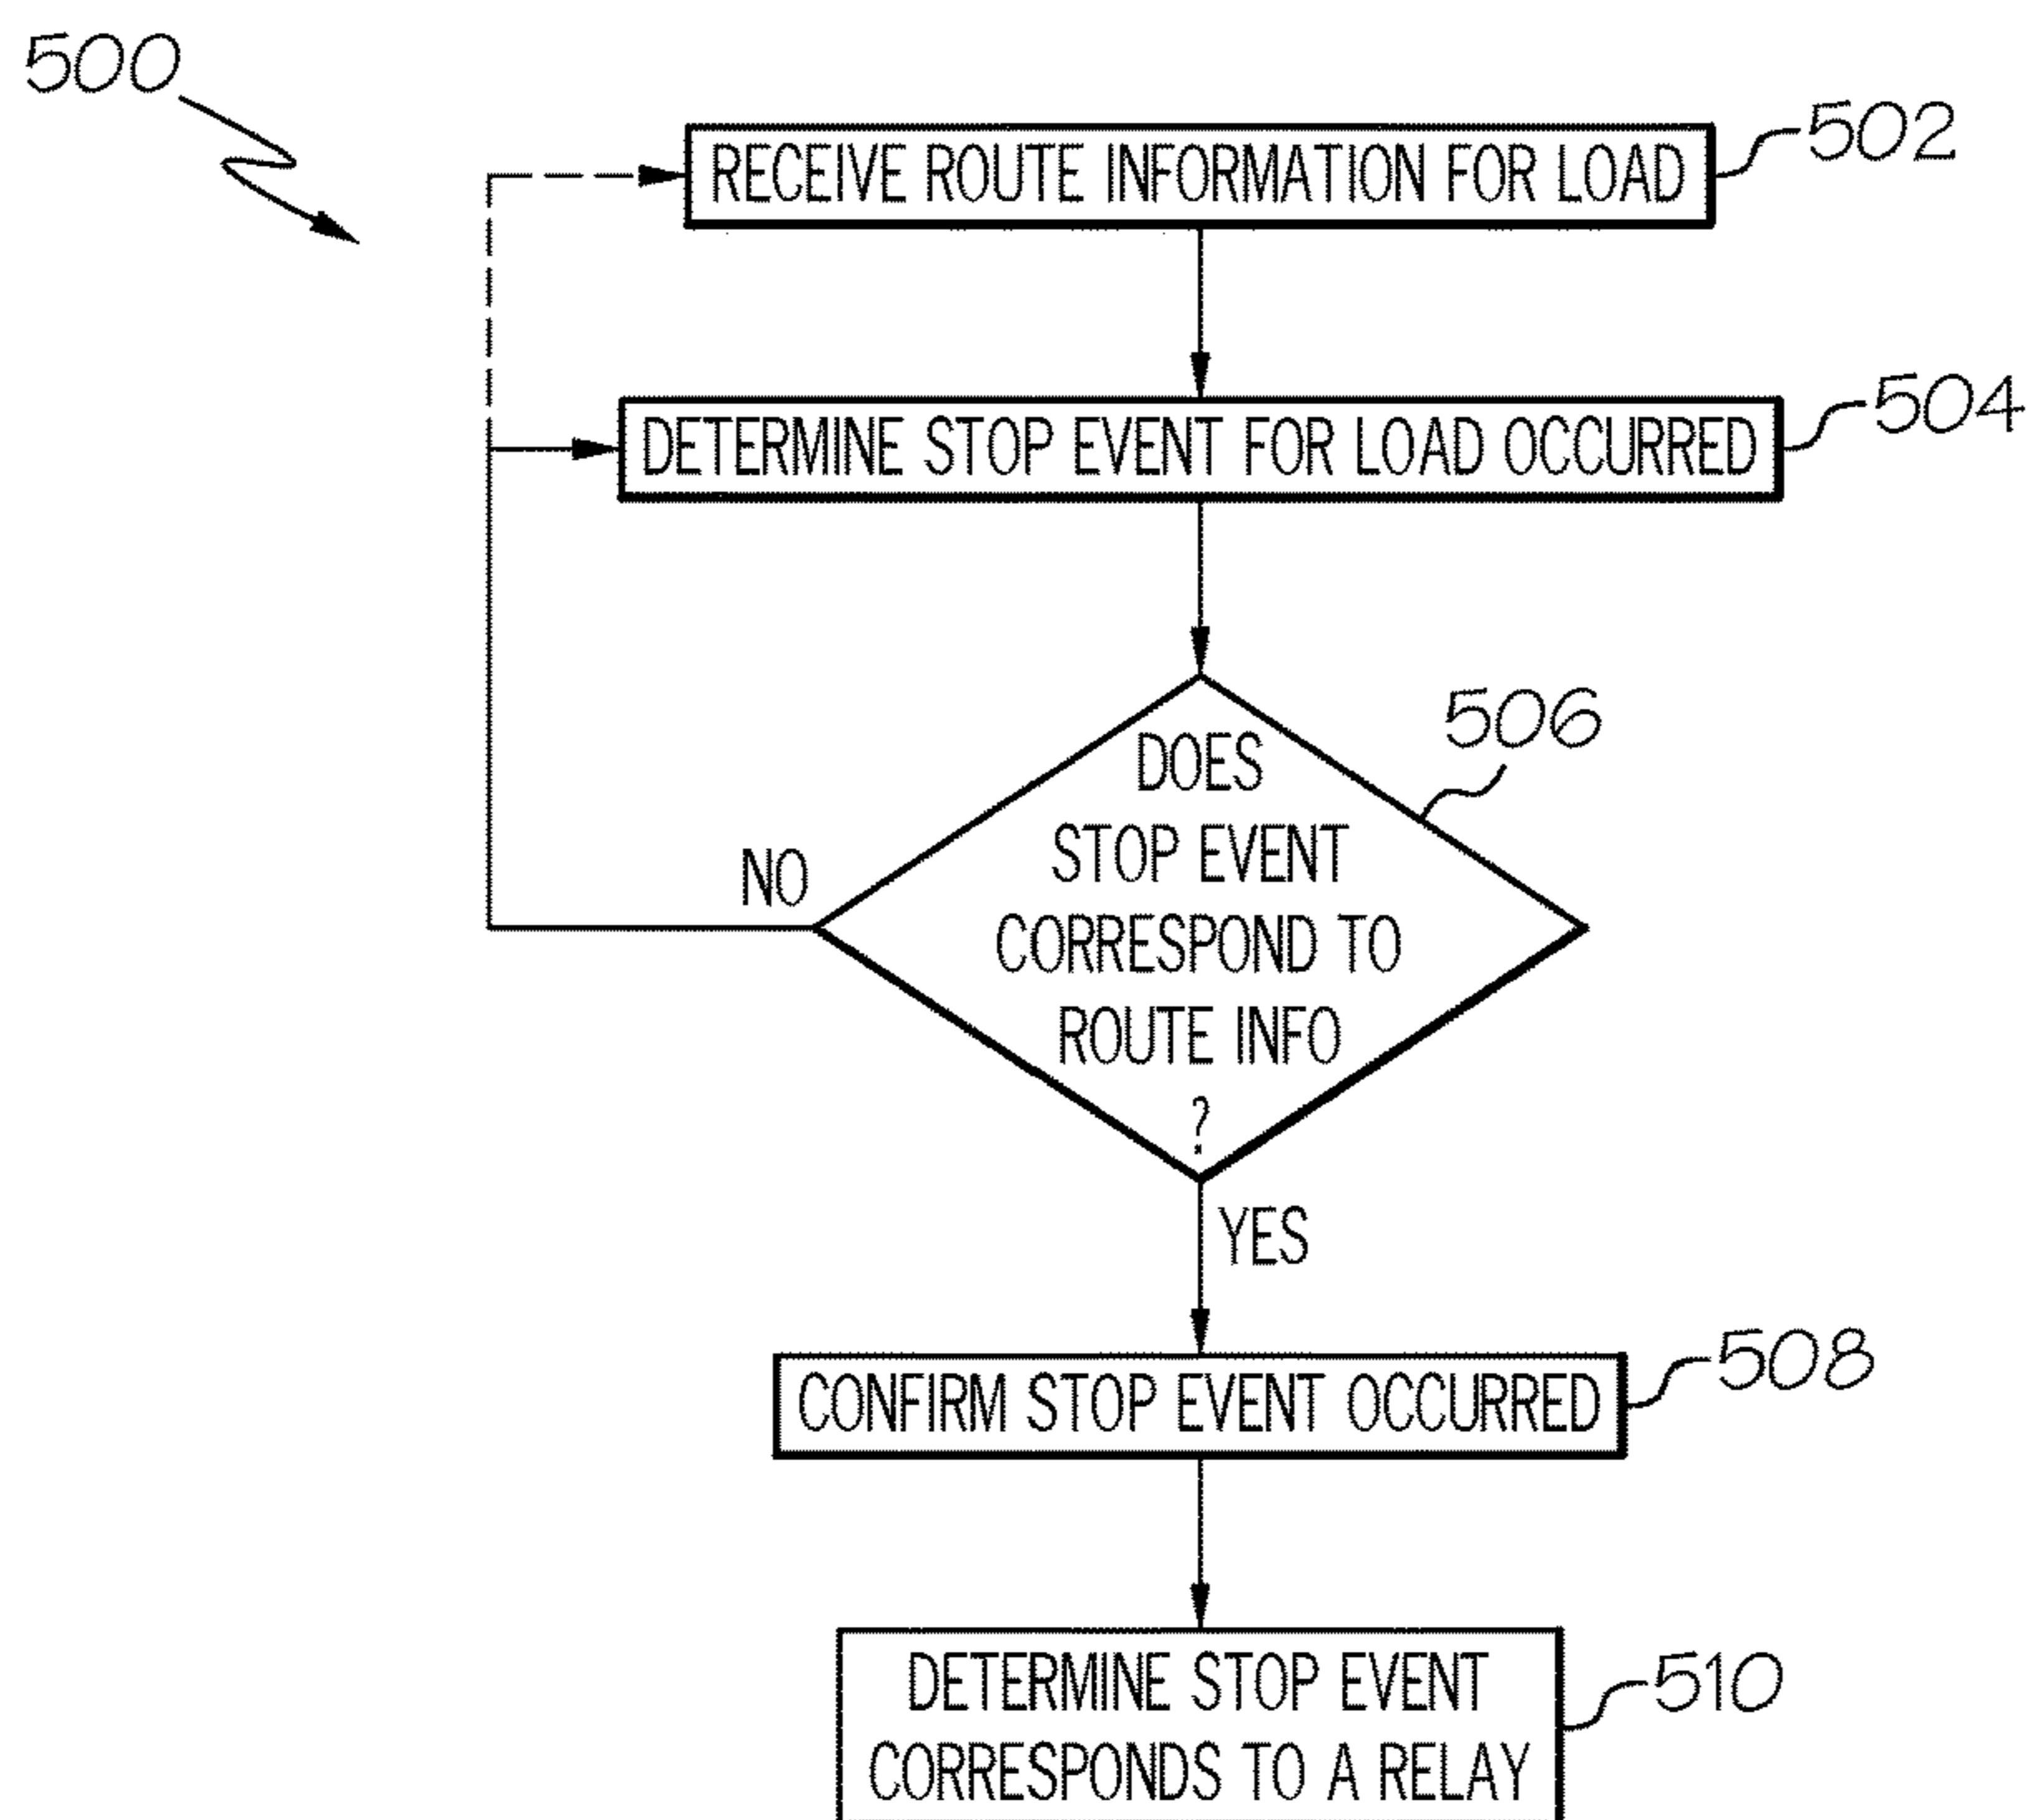 500
RECEIVE ROUTE INFORMATION FOR LOAD
502
DETERMINE STOP EVENT FOR LOAD OCCURRED
504
506
DOES
STOP EVENT
CORRESPOND TO
ROUTE INFO
?
NO
YES
CONFIRM STOP EVENT OCCURRED
508
DETERMINE STOP EVENT
CORRESPONDS TO A RELAY
510